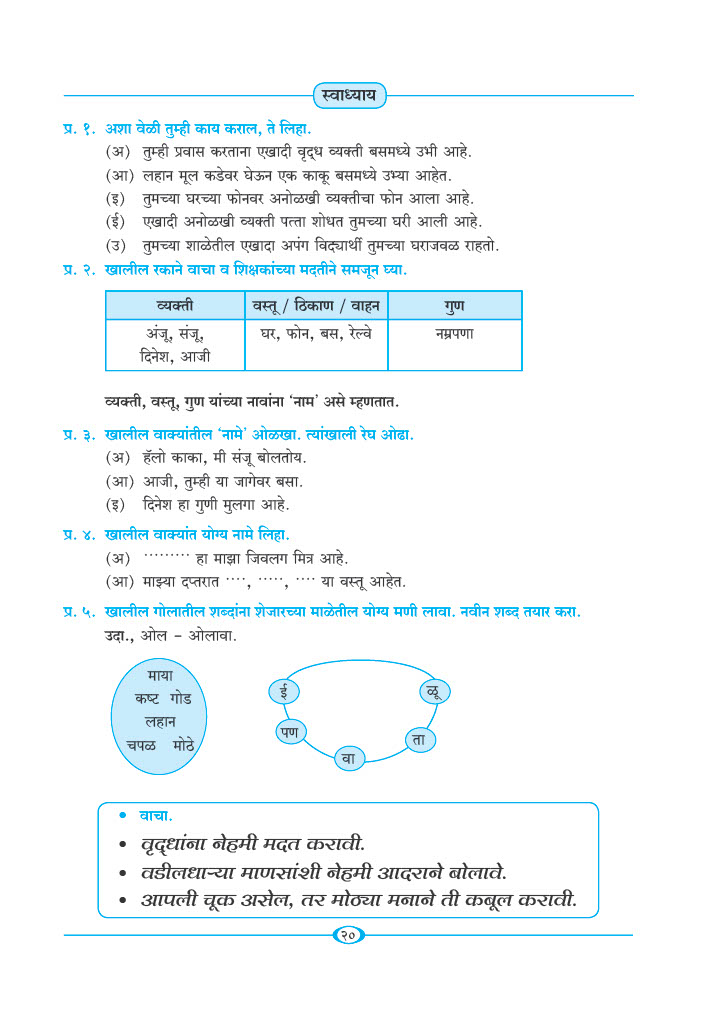 स्वाध्याय
प्र. १. अशा वेळी तुम्ही काय कराल, ते लिहा.
(अ) तुम्ही प्रवास करताना एखादी वृद्ध व्यक्ती बसमध्ये उभी आहे.
(आ) लहान मूल कडेवर घेऊन एक काकू बसमध्ये उभ्या आहेत.
(इ) तुमच्या घरच्या फोनवर अनोळखी व्यक्तीचा फोन आला आहे.
(ई) एखादी अनोळखी व्यक्ती पत्ता शोधत तुमच्या घरी आली आहे.
(उ) तुमच्या शाळेतील एखादा अपंग विद्यार्थी तुमच्या घराजवळ राहतो.
प्र. २. खालील रकाने वाचा व शिक्षकांच्या मदतीने समजून घ्या.
व्यक्ती वस्तू / ठिकाण / वाहन गुण
अंजू, संजू, घर, फोन, बस, रेल्वे नम्रपणा
दिनेश, आजी
व्यक्ती, वस्तू, गुण यांच्या नावांना ‘नाम’ असे म्हणतात.
प्र. ३. खालील वाक्यांतील ‘नामे’ ओळखा. त्यांखाली रेघ ओढा.
(अ) हॅलो काका, मी संजू बोलतोय.
(आ) आजी, तुम्ही या जागेवर बसा.
(इ) दिनेश हा गुणी मुलगा आहे.
प्र. ४. खालील वाक्यांत योग्य नामे लिहा.
(अ) ········· हा माझा जिवलग मित्र आहे.
(आ) माझ्या दप्तरात ····, ·····, ···· या वस्तू आहेत.
प्र. ५. खालील गोलातील शब्दांना शेजारच्या माळेतील योग्य मणी लावा. नवीन शब्द तयार करा.
उदा., ओल – ओलावा.
माया
कष्ट गोड
लहान
चपळ मोठे
ई
ळू
पण
ता
वा
• वाचा.
• वृद्धांना नेहमी मदत करावी.
• वडीलधाऱ्या माणसांशी नेहमी आदराने बोलावे.
• आपली चूक असेल, तर मोठ्या मनाने ती कबूल करावी.
२०